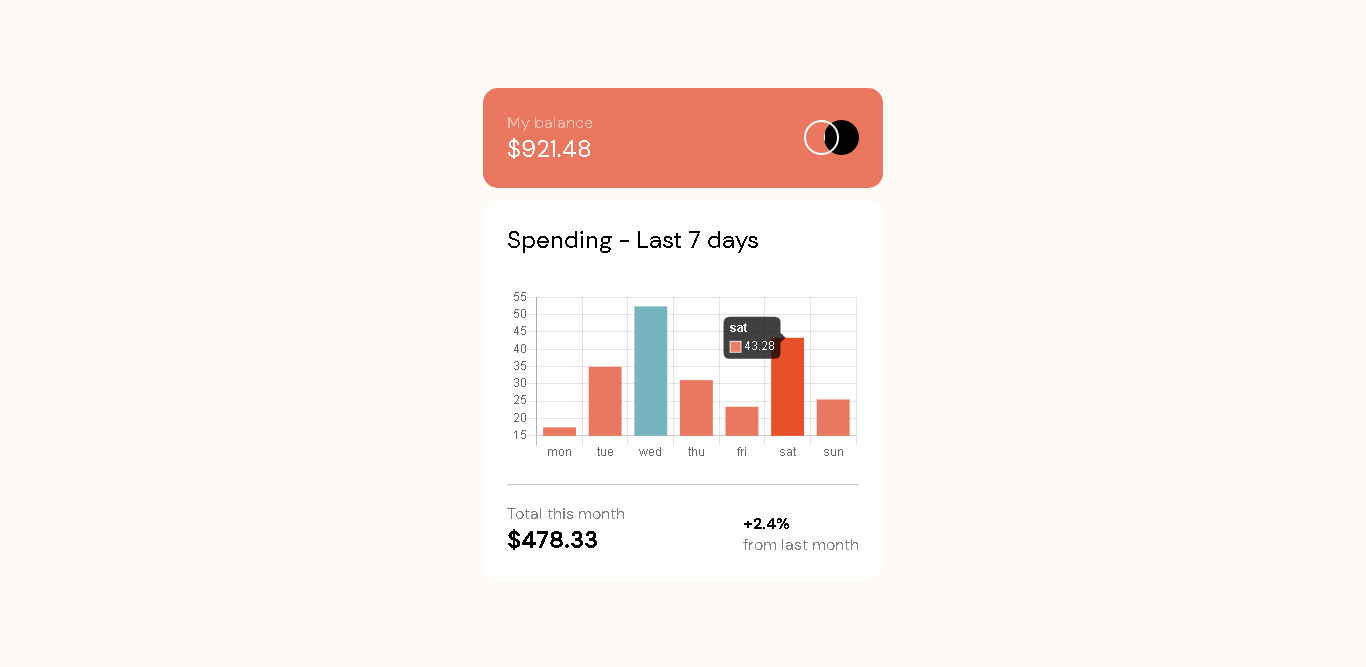 My balance
$921.48
Spending - Last 7 days
55
50
45
40
35
30
25
20
15
sat
43.28
mon tue wed thu fri sat sun
Total this month
$478.33
+2.4%
from last month